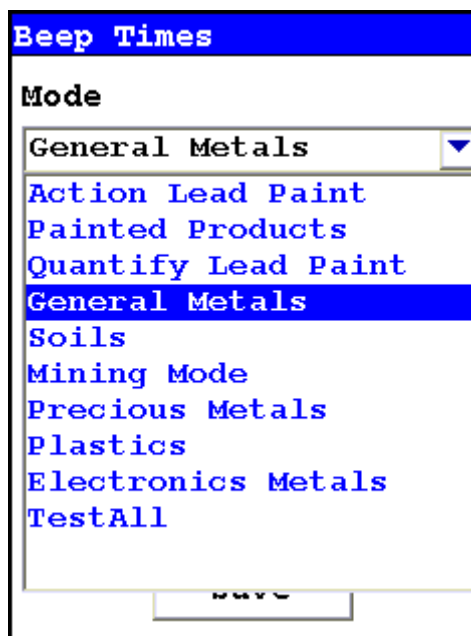 Beep Times
Mode
General Metals
Action Lead Paint
Painted Products
Quantify Lead Paint
General Metals
Soils
Mining Mode
Precious Metals
Plastics
Electronics Metals
TestAll